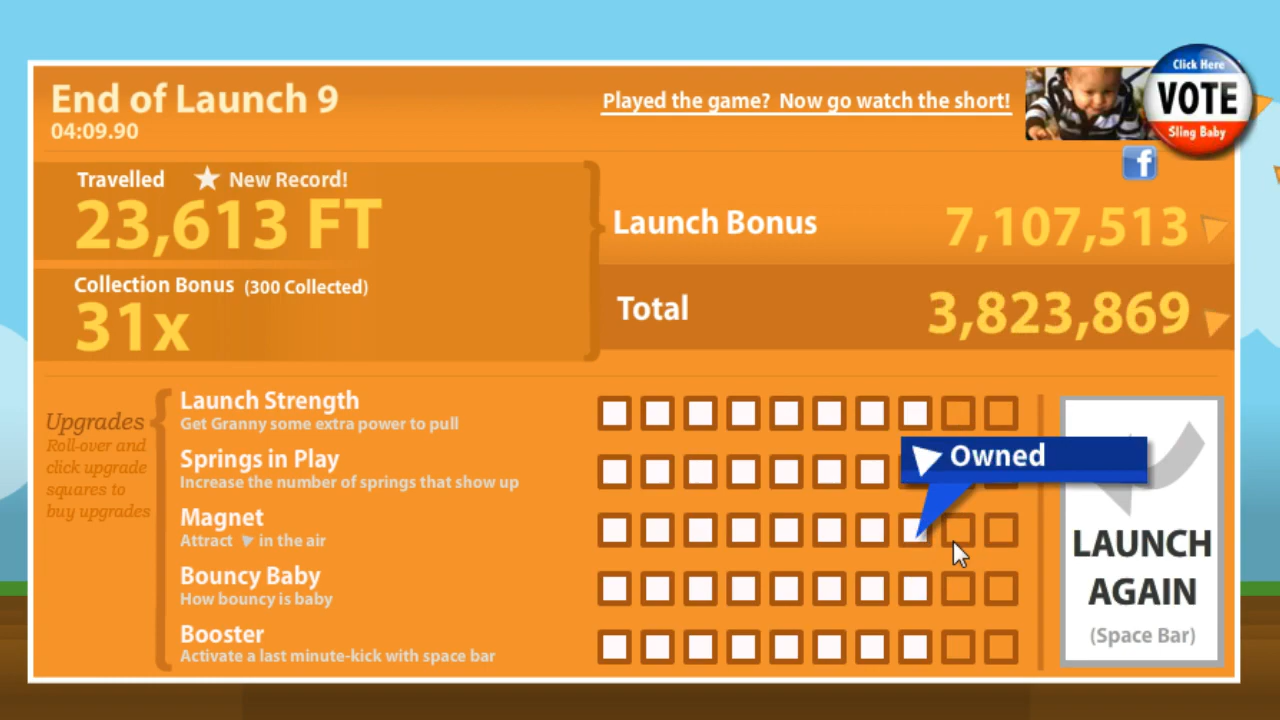 End of Launch 9
04:09.90
Played the game? Now go watch the short!
Click Here
VOTE
Sling Baby
f
Travelled
New Record!
23,613 FT
Collection Bonus (300 Collected)
31x
Launch Bonus 7,107,513
Total 3,823,869
Upgrades
Roll-over and
click upgrade
squares to
buy upgrades
Launch Strength
Get Granny some extra power to pull
Springs in Play
Increase the number of springs that show up
Magnet
Attract in the air
Bouncy Baby
How bouncy is baby
Booster
Activate a last minute-kick with space bar
Owned
LAUNCH
AGAIN
(Space Bar)